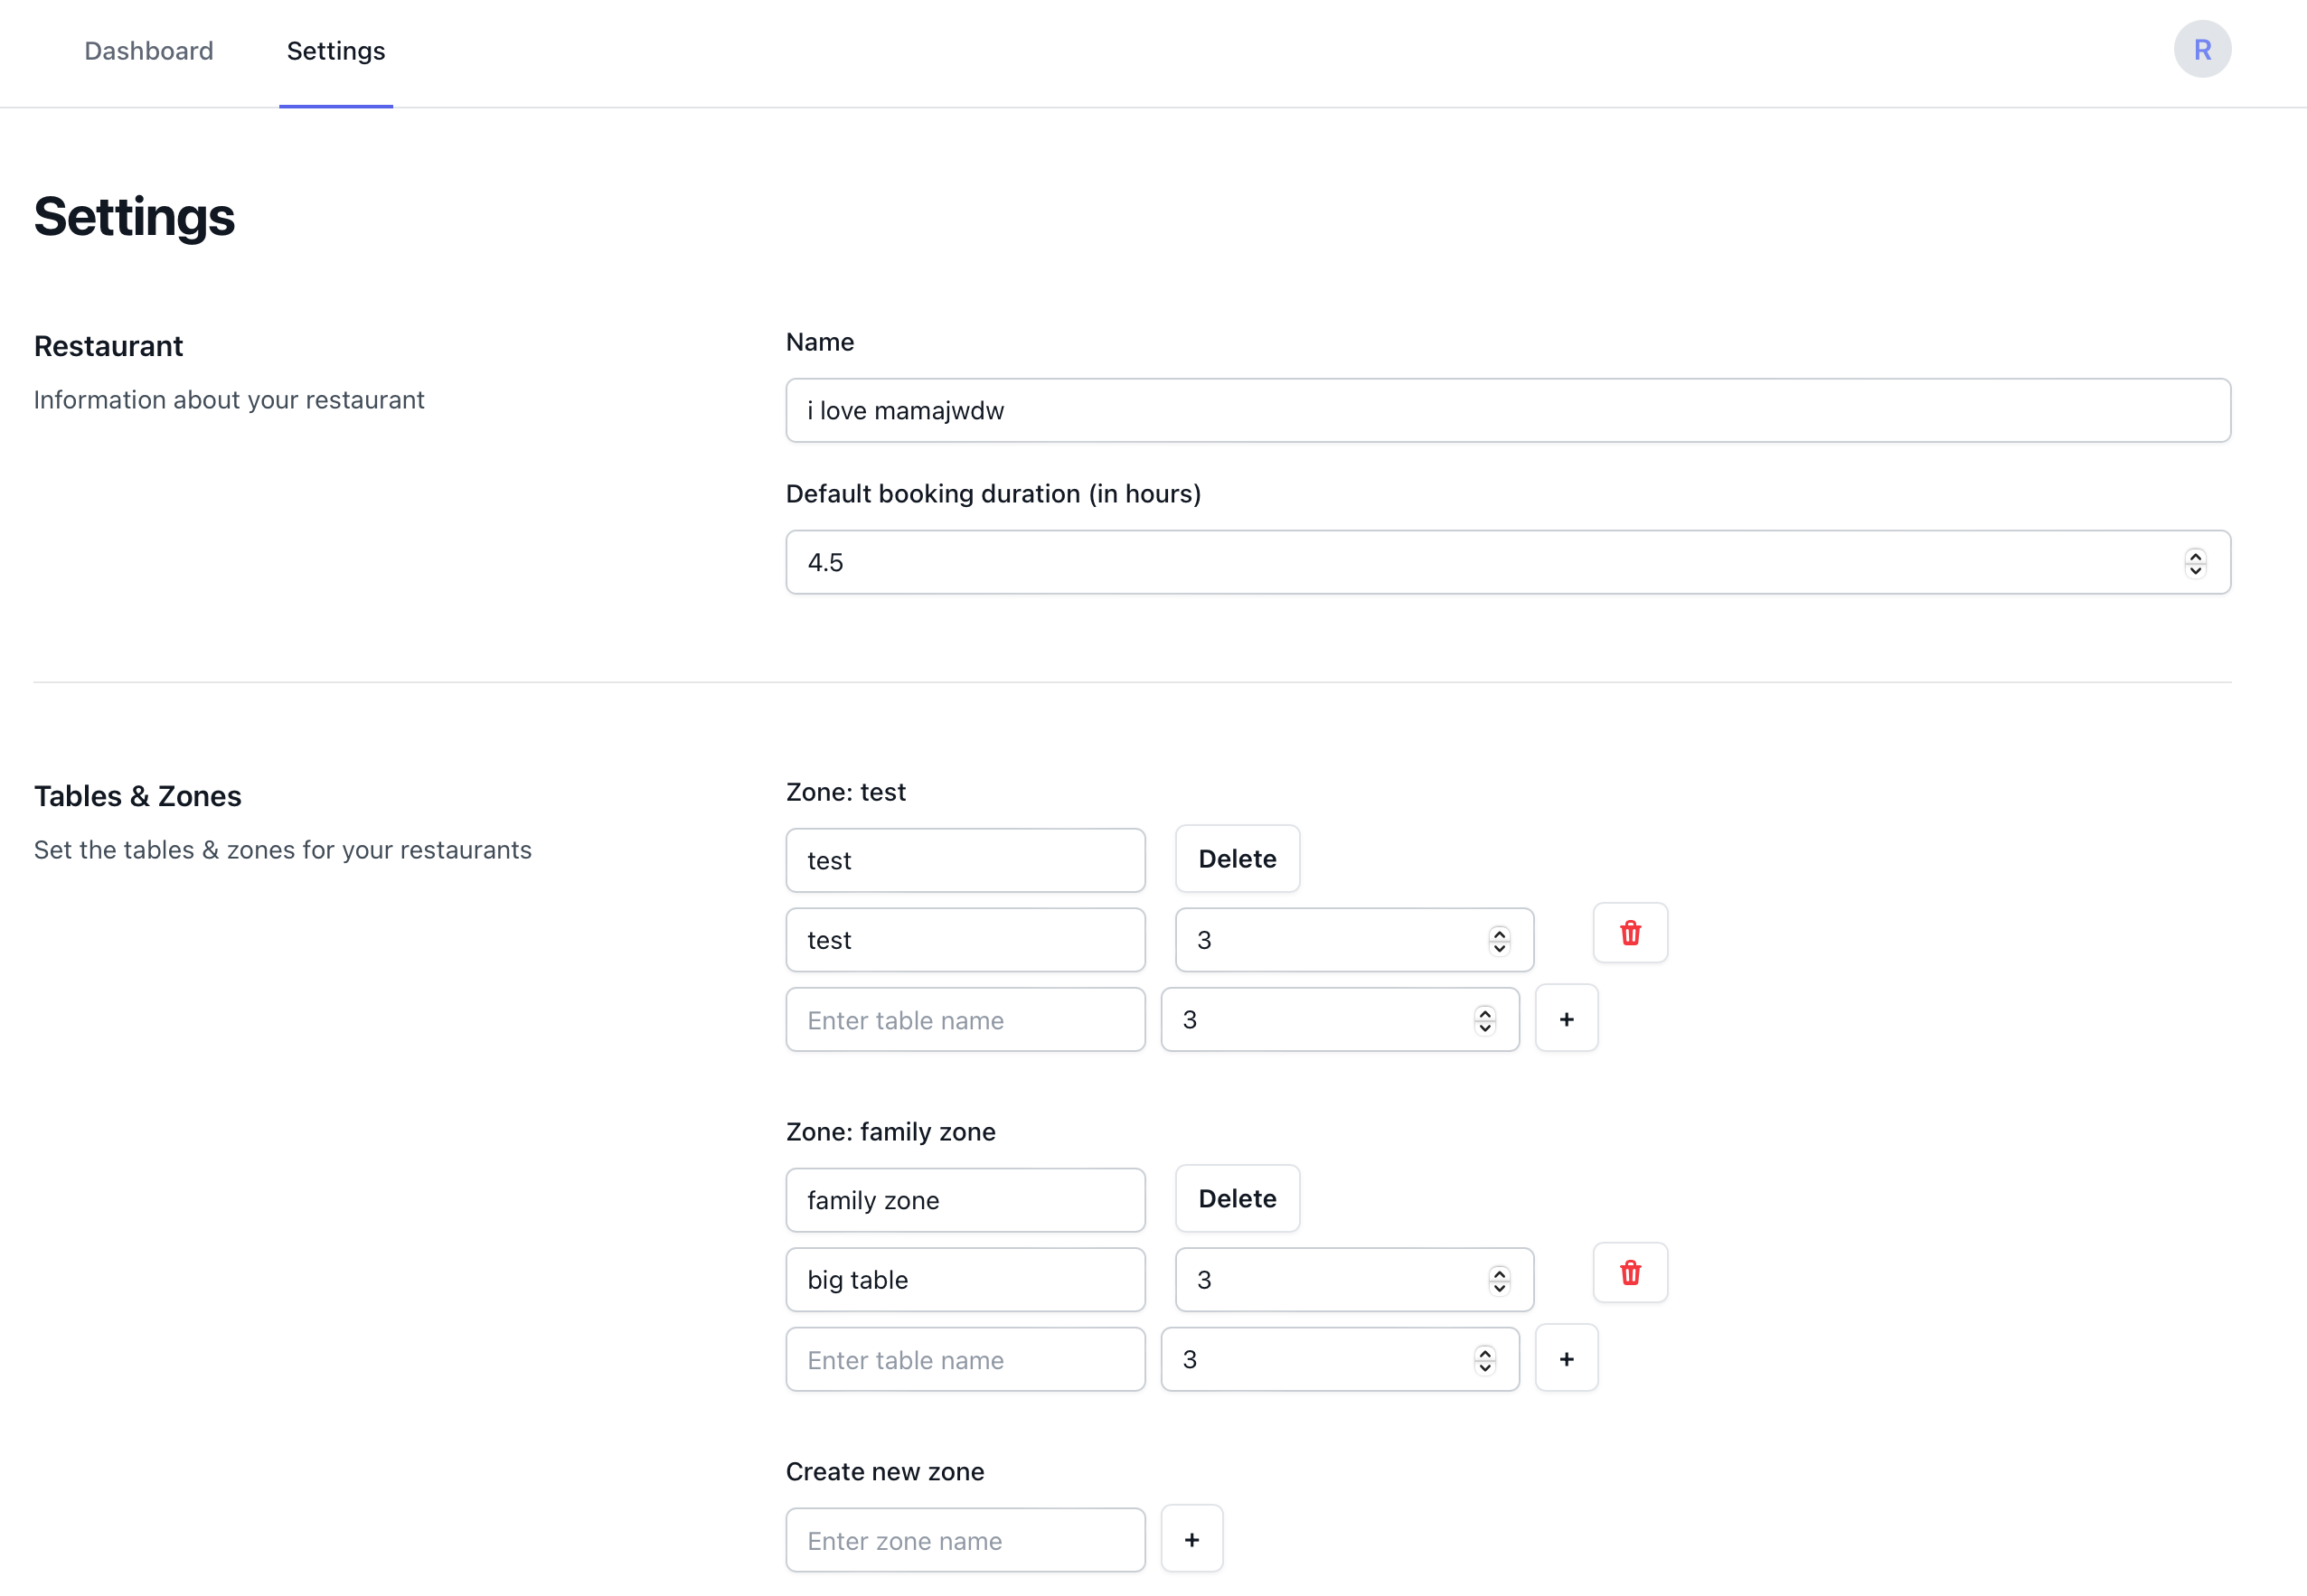 Dashboard Settings R
Settings
Restaurant
Information about your restaurant
Name
i love mamajwdw
Default booking duration (in hours)
4.5
Tables & Zones
Set the tables & zones for your restaurants
Zone: test
test Delete
test 3
Enter table name 3 +
Zone: family zone
family zone Delete
big table 3
Enter table name 3 +
Create new zone
Enter zone name +